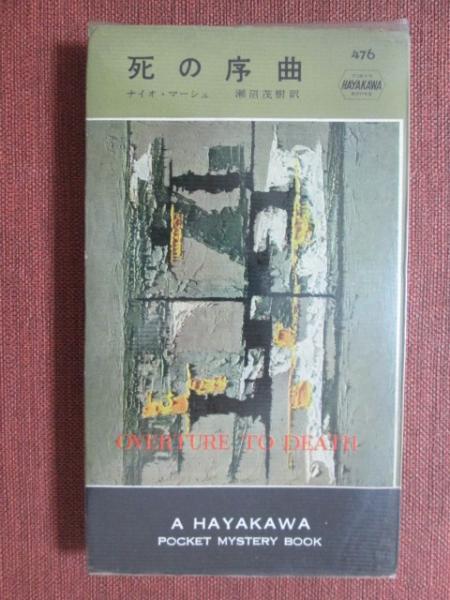 476
死の序曲
HAYAKAWA
ナイオ・マーシュ 瀬沼茂樹訳
OVERTURE TO DEATH
A HAYAKAWA
POCKET MYSTERY BOOK